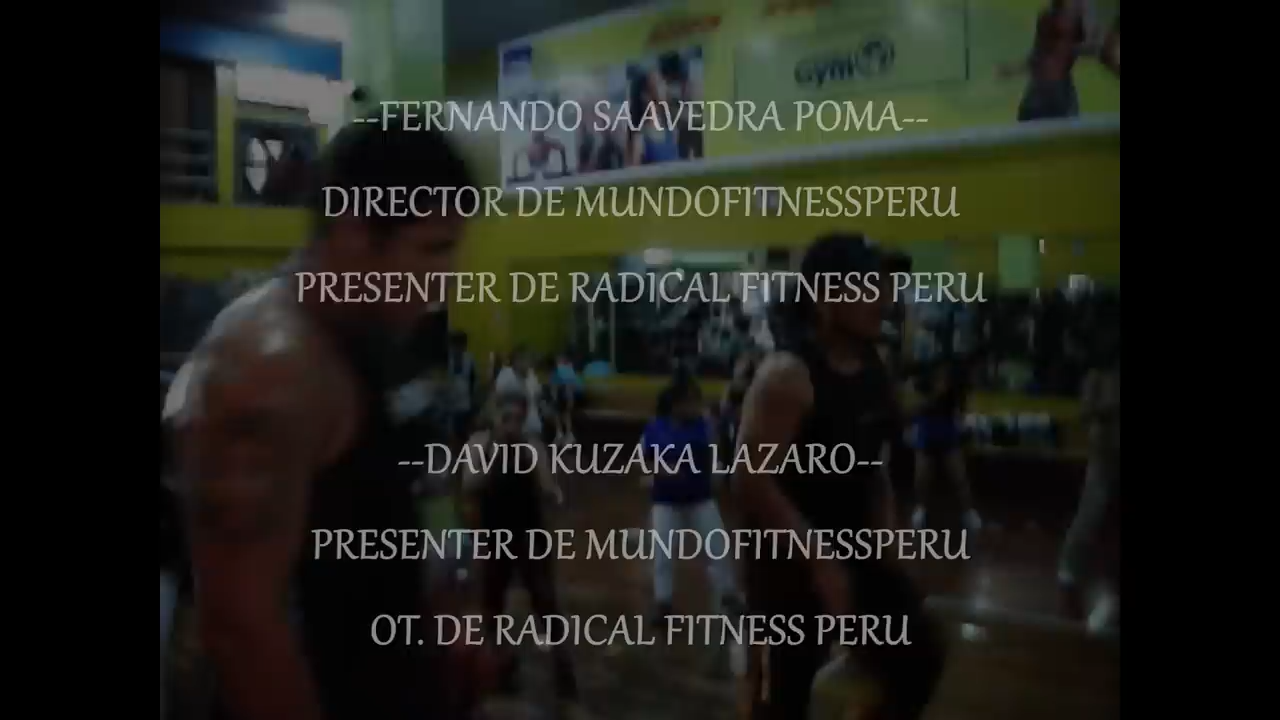 Gym
--FERNANDO SAAVEDRA POMA--
DIRECTOR DE MUNDOFITNESSPERU
PRESENTER DE RADICAL FITNESS PERU
--DAVID KUZAKA LAZARO--
PRESENTER DE MUNDOFITNESSPERU
OT. DE RADICAL FITNESS PERU